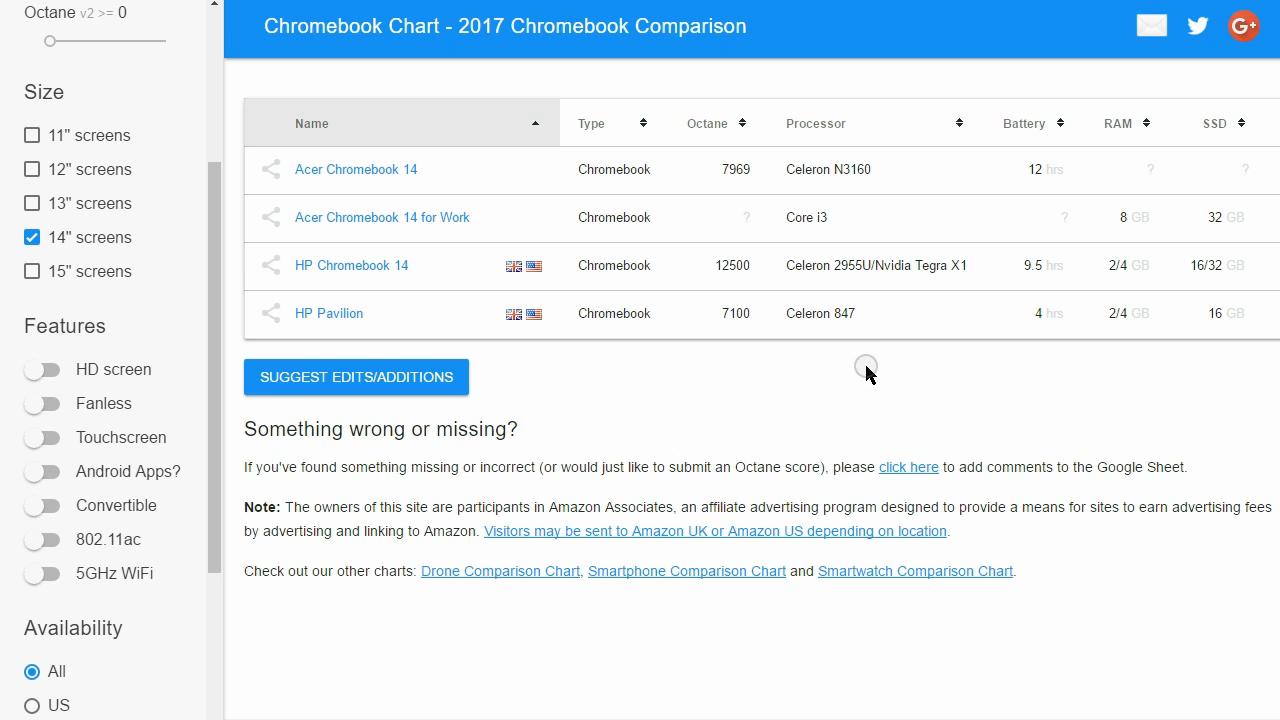 Octane v2 >= 0
Size
11" screens
12" screens
13" screens
14" screens
15" screens
Features
HD screen
Fanless
Touchscreen
Android Apps?
Convertible
802.11ac
5GHz WiFi
Availability
All
US
Chromebook Chart - 2017 Chromebook Comparison
G+
Name Type Octane Processor Battery RAM SSD
Acer Chromebook 14 Chromebook 7969 Celeron N3160 12 hrs ? ?
Acer Chromebook 14 for Work Chromebook ? Core i3 ? 8 GB 32 GB
HP Chromebook 14 Chromebook 12500 Celeron 2955U/Nvidia Tegra X1 9.5 hrs 2/4 GB 16/32 GB
HP Pavilion Chromebook 7100 Celeron 847 4 hrs 2/4 GB 16 GB
SUGGEST EDITS/ADDITIONS
Something wrong or missing?
If you've found something missing or incorrect (or would just like to submit an Octane score), please click here to add comments to the Google Sheet.
Note: The owners of this site are participants in Amazon Associates, an affiliate advertising program designed to provide a means for sites to earn advertising fees
by advertising and linking to Amazon. Visitors may be sent to Amazon UK or Amazon US depending on location.
Check out our other charts: Drone Comparison Chart, Smartphone Comparison Chart and Smartwatch Comparison Chart.